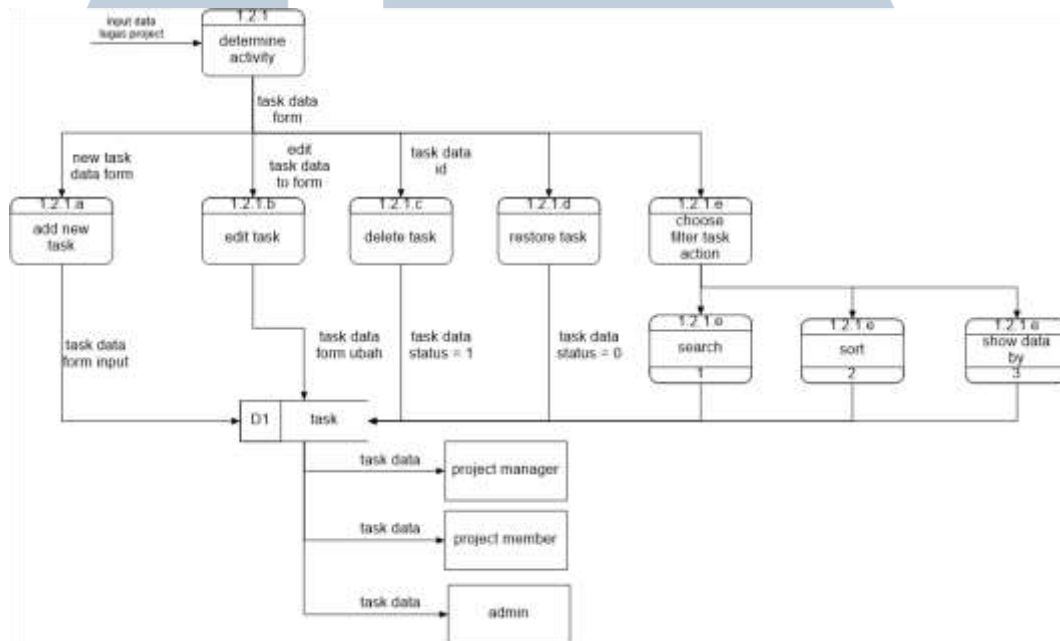 1.2.1
input data
tugas project
determine
activity
task data
form
new task
data form
edit
task data
to form
task data
id
1.2.1.a
add new
task
1.2.1.b
edit task
1.2.1.c
delete task
1.2.1.d
restore task
1.2.1.e
choose
filter task
action
1.2.1.e
search
1
1.2.1.e
sort
2
1.2.1.e
show data
by
3
task data
form input
task data
form ubah
task data
status = 1
task data
status = 0
D1
task
task data
project manager
task data
project member
task data
admin